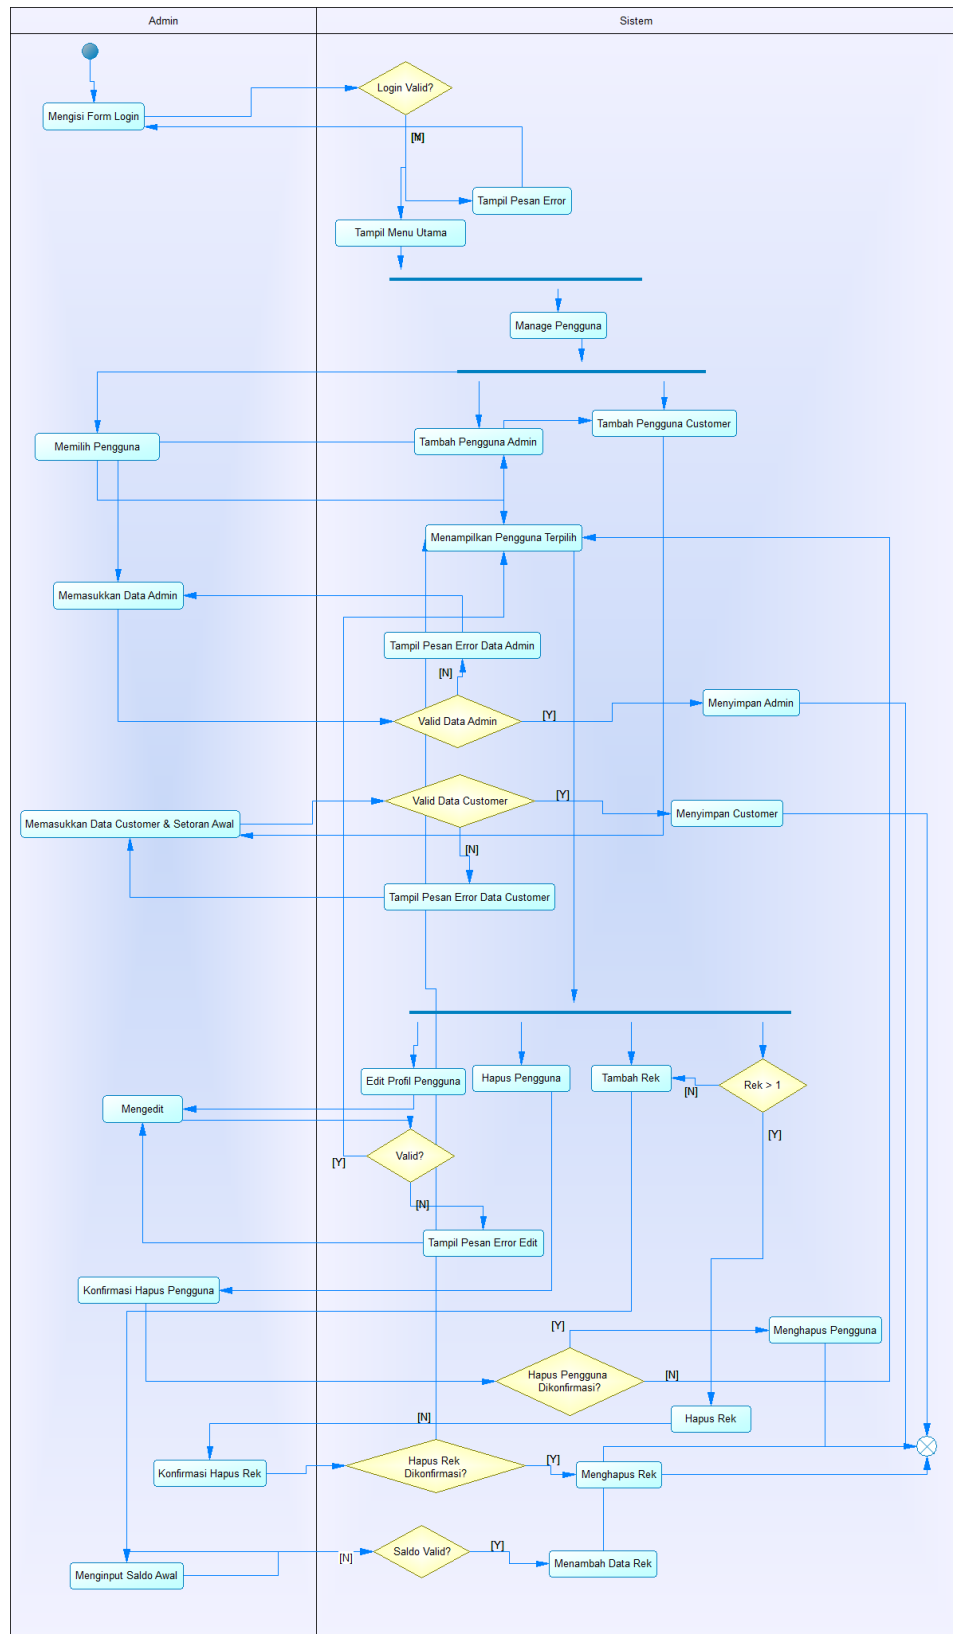 Admin
Sistem
Login Valid?
Mengisi Form Login
[N]
Tampil Pesan Error
Tampil Menu Utama
Manage Pengguna
Tambah Pengguna Customer
Memilih Pengguna
Tambah Pengguna Admin
Menampilkan Pengguna Terpilih
Memasukkan Data Admin
Tampil Pesan Error Data Admin
[N]
Menyimpan Admin
[Y]
Valid Data Admin
[Y]
Valid Data Customer
Menyimpan Customer
Memasukkan Data Customer & Setoran Awal
[N]
Tampil Pesan Error Data Customer
Edit Profil Pengguna
Hapus Pengguna
Tambah Rek
Rek > 1
[N]
Mengedit
[Y]
Valid?
[Y]
[N]
Tampil Pesan Error Edit
Konfirmasi Hapus Pengguna
[Y]
Menghapus Pengguna
Hapus Pengguna
Dikonfirmasi?
[N]
[N]
Hapus Rek
Hapus Rek
Dikonfirmasi?
[Y]
Konfirmasi Hapus Rek
Menghapus Rek
[Y]
Saldo Valid?
[N]
Menambah Data Rek
Menginput Saldo Awal